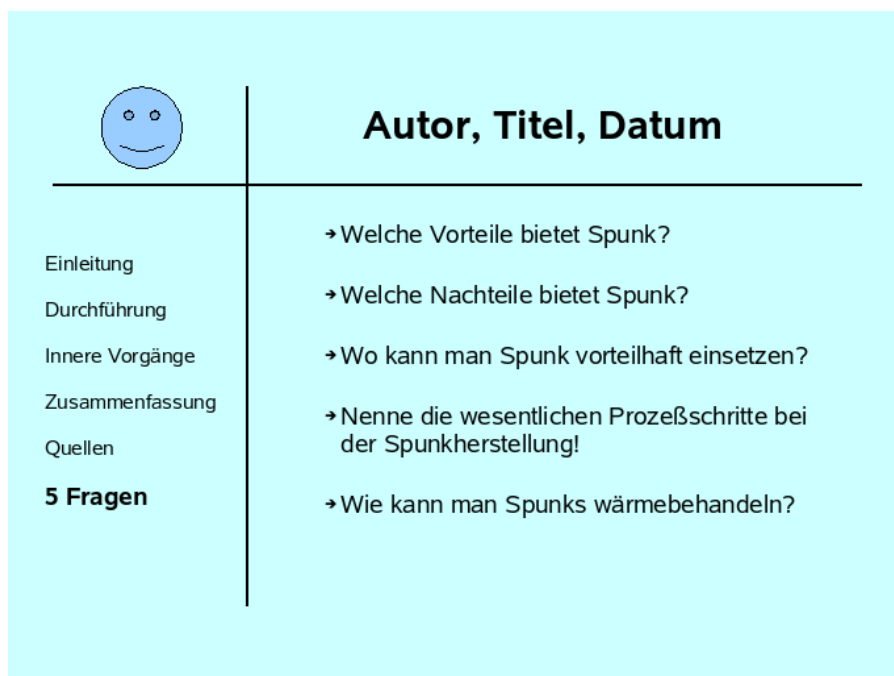 Autor, Titel, Datum
Einleitung
Durchführung
Innere Vorgänge
Zusammenfassung
Quellen
5 Fragen
➔Welche Vorteile bietet Spunk?
➔Welche Nachteile bietet Spunk?
➔Wo kann man Spunk vorteilhaft einsetzen?
➔Nenne die wesentlichen Prozeßschritte bei
der Spunkherstellung!
➔Wie kann man Spunks wärmebehandeln?